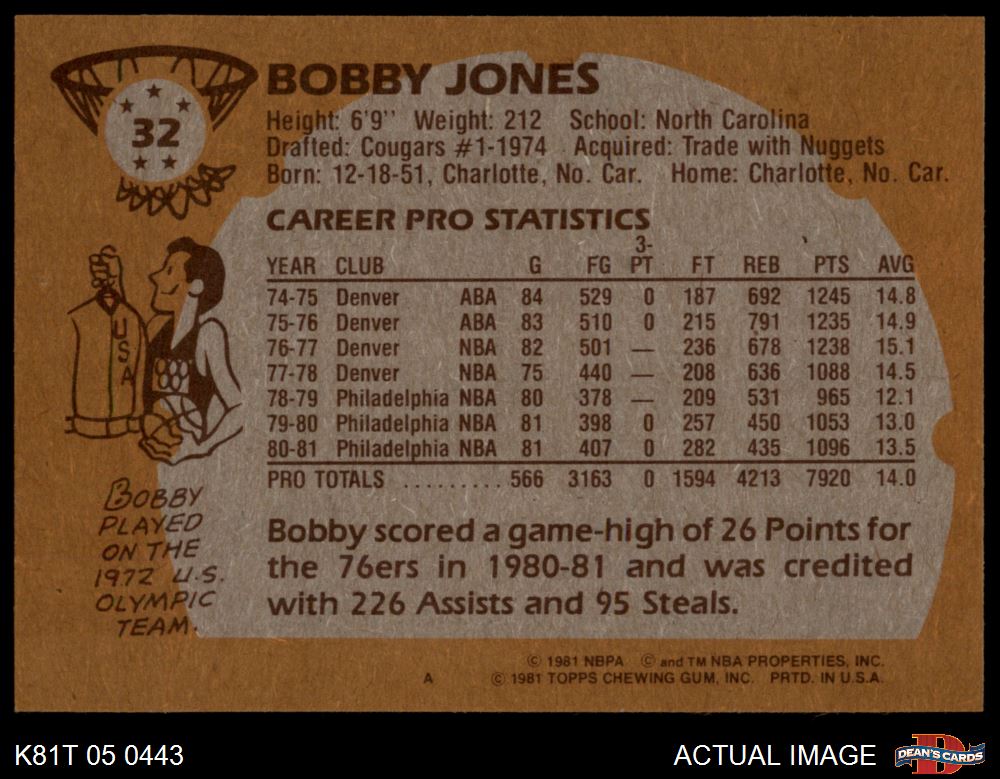 32
BOBBY JONES
Height: 6'9" Weight: 212 School: North Carolina
Drafted: Cougars #1-1974 Acquired: Trade with Nuggets
Born: 12-18-51, Charlotte, No. Car. Home: Charlotte, No. Car.
CAREER PRO STATISTICS
YEAR CLUB G FG 3-PT FT REB PTS AVG
74-75 Denver ABA 84 529 0 187 692 1245 14.8
75-76 Denver ABA 83 510 0 215 791 1235 14.9
76-77 Denver NBA 82 501 — 236 678 1238 15.1
77-78 Denver NBA 75 440 — 208 636 1088 14.5
78-79 Philadelphia NBA 80 378 — 209 531 965 12.1
79-80 Philadelphia NBA 81 398 0 257 450 1053 13.0
80-81 Philadelphia NBA 81 407 0 282 435 1096 13.5
PRO TOTALS ......... 566 3163 0 1594 4213 7920 14.0
USA
BOBBY
PLAYED
ON THE
1972 U.S.
OLYMPIC
TEAM.
Bobby scored a game-high of 26 Points for
the 76ers in 1980-81 and was credited
with 226 Assists and 95 Steals.
© 1981 NBPA © and TM NBA PROPERTIES, INC.
A © 1981 TOPPS CHEWING GUM, INC. PRTD. IN U.S.A.
K81T 05 0443 ACTUAL IMAGE DEAN'S CARDS